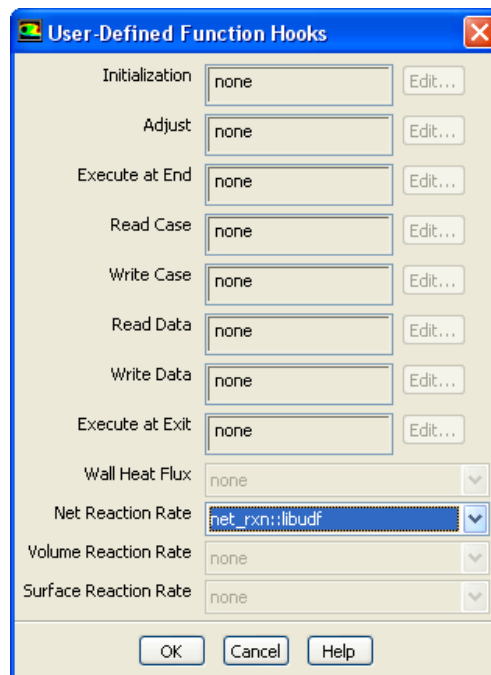 User-Defined Function Hooks
Initialization none Edit...
Adjust none Edit...
Execute at End none Edit...
Read Case none Edit...
Write Case none Edit...
Read Data none Edit...
Write Data none Edit...
Execute at Exit none Edit...
Wall Heat Flux none
Net Reaction Rate net_rxn::libudf
Volume Reaction Rate none
Surface Reaction Rate none
OK Cancel Help